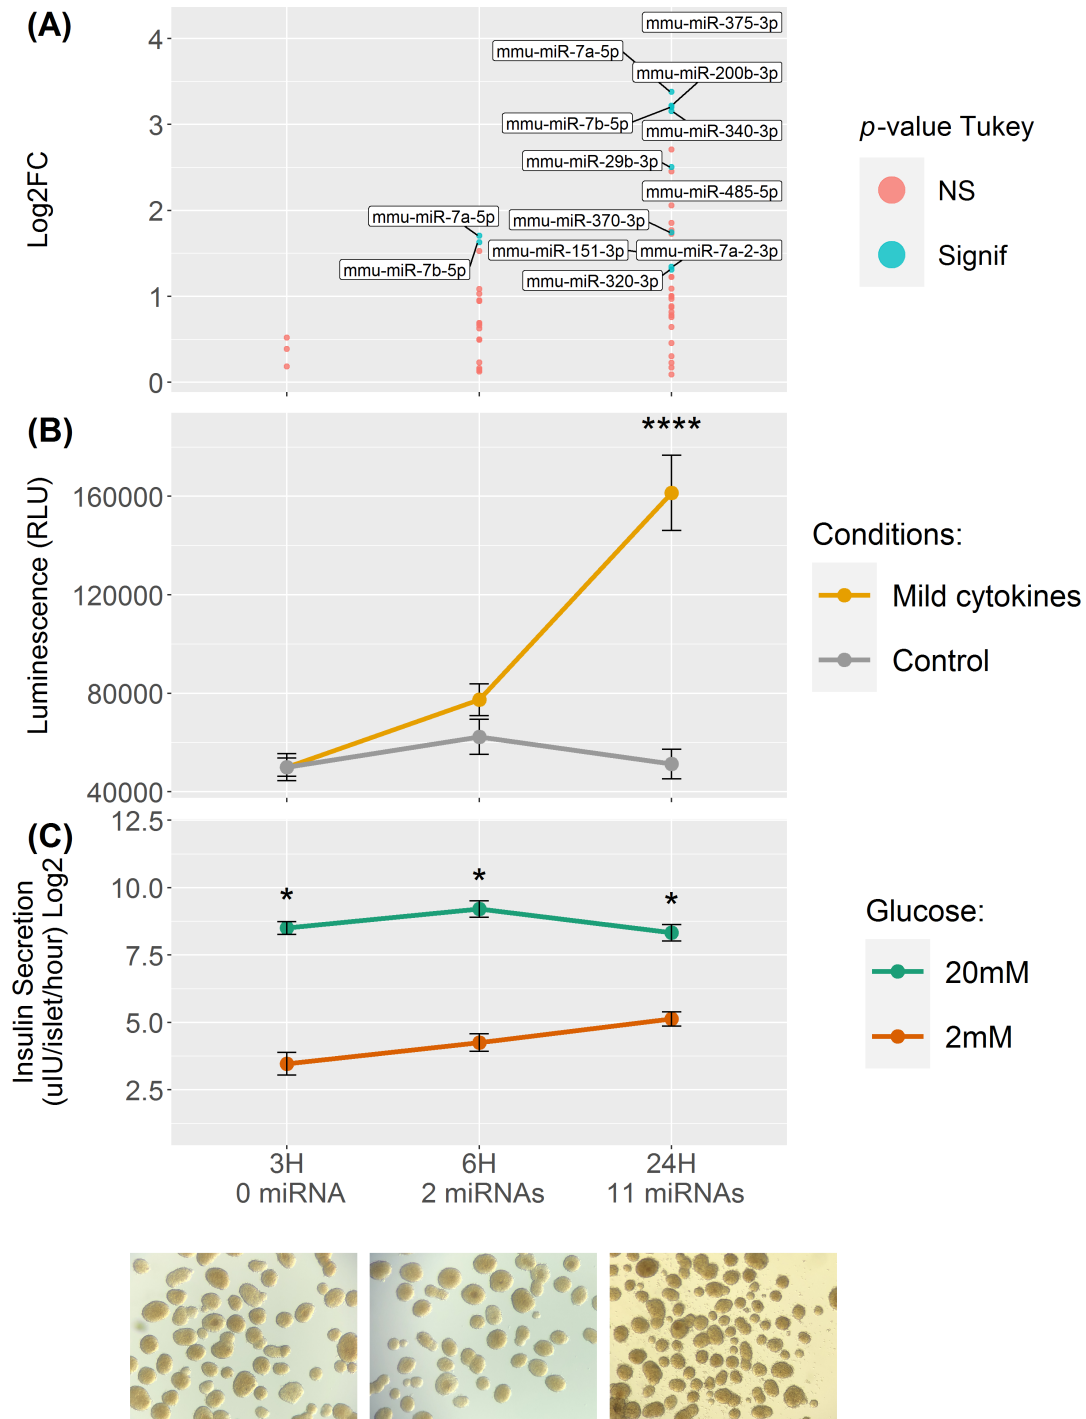 (A)
Log2FC
4
3
2
1
0
mmu-miR-375-3p
mmu-miR-7a-5p
mmu-miR-200b-3p
mmu-miR-7b-5p
mmu-miR-340-3p
mmu-miR-29b-3p
mmu-miR-485-5p
mmu-miR-7a-5p
mmu-miR-370-3p
mmu-miR-151-3p
mmu-miR-7a-2-3p
mmu-miR-7b-5p
mmu-miR-320-3p
p-value Tukey
NS
Signif
(B)
Luminescence (RLU)
160000
120000
80000
40000
****
Conditions:
Mild cytokines
Control
(C)
Insulin Secretion
(uIU/islet/hour) Log2
12.5
10.0
7.5
5.0
2.5
*
*
*
Glucose:
20mM
2mM
3H
0 miRNA
6H
2 miRNAs
24H
11 miRNAs